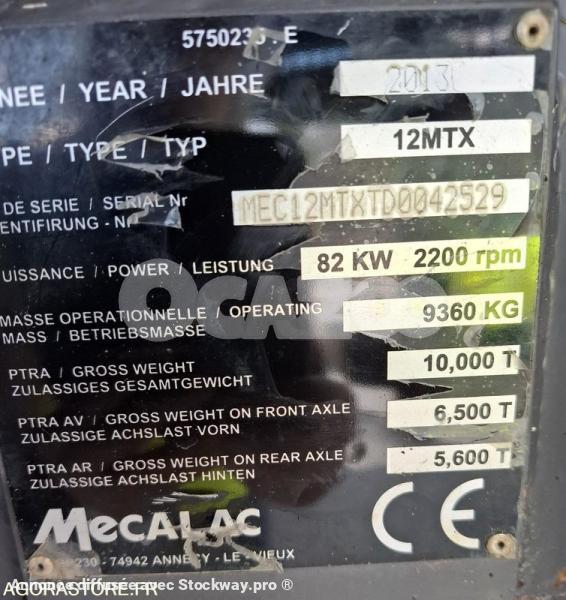 E
NEE / YEAR / JAHRE 2013
PE / TYPE / TYP 12MTX
DE SERIE / SERIAL Nr MEC12MTXTD0042529
ENTIFIRUNG - Nr
UISSANCE / POWER / LEISTUNG 82 KW 2200 rpm
MASSE OPERATIONNELLE / OPERATING 9360 KG
MASS / BETRIEBSMASSE
PTRA / GROSS WEIGHT 10,000 T
ZULASSIGES GESAMTGEWICHT
PTRA AV / GROSS WEIGHT ON FRONT AXLE 6,500 T
ZULASSIGE ACHSLAST VORN
PTRA AR / GROSS WEIGHT ON REAR AXLE 5,600 T
ZULASSIGE ACHSLAST HINTEN
MeCALAC CE
74942 ANNECY - LE - VIEUX
Annonce diffusée avec Stockway.pro ®
AGORASTORE.FR